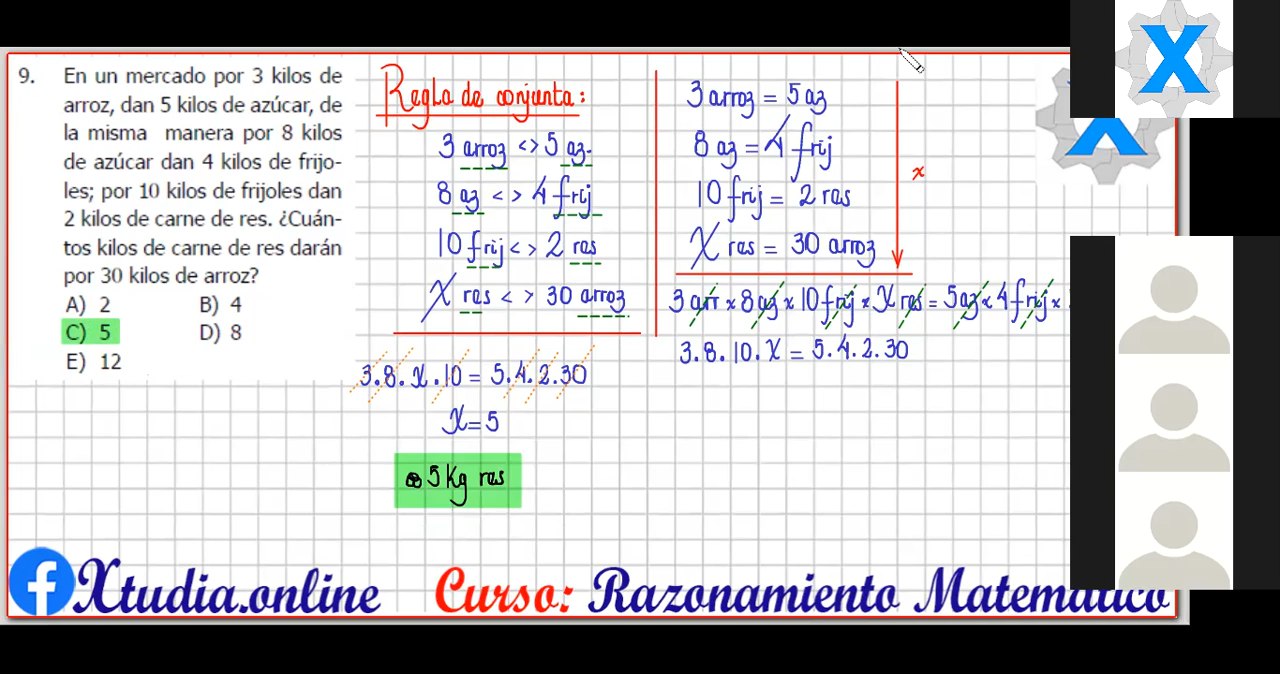 9. En un mercado por 3 kilos de
arroz, dan 5 kilos de azúcar, de
la misma manera por 8 kilos
de azúcar dan 4 kilos de frijo-
les; por 10 kilos de frijoles dan
2 kilos de carne de res. ¿Cuán-
tos kilos de carne de res darán
por 30 kilos de arroz?
A) 2 B) 4
C) 5 D) 8
E) 12
Regla de conjunta:
3 arroz <> 5 az.
8 az <> 4 frij
10 frij <> 2 res
X res <> 30 arroz
3.8.X.10 = 5.4.2.30
X = 5
5 Kg res
3 arroz = 5 az
8 az = 4 frij
10 frij = 2 res
X res = 30 arroz
x
3 arr x 8 az x 10 frij x X res = 5 az x 4 frij x
3.8.10.X = 5.4.2.30
X
X
f Xtudia.online Curso: Razonamiento Matemático